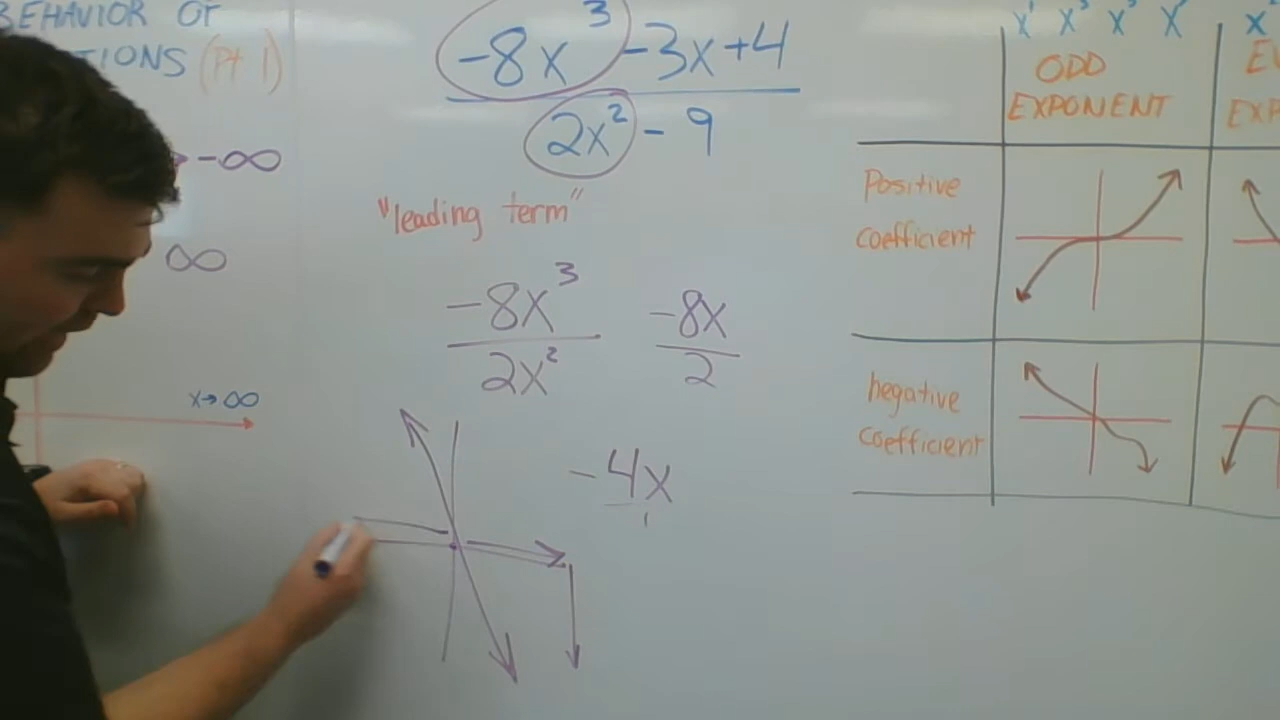 BEHAVIOR OF
TIONS (Pt 1)
-∞
∞
x→∞
-8x³-3x+4
2x²-9
"leading term"
-8x³
2x²
-8x
2
-4x
1
x¹ x³ x⁵
ODD
EXPONENT
Positive
coefficient
negative
coefficient